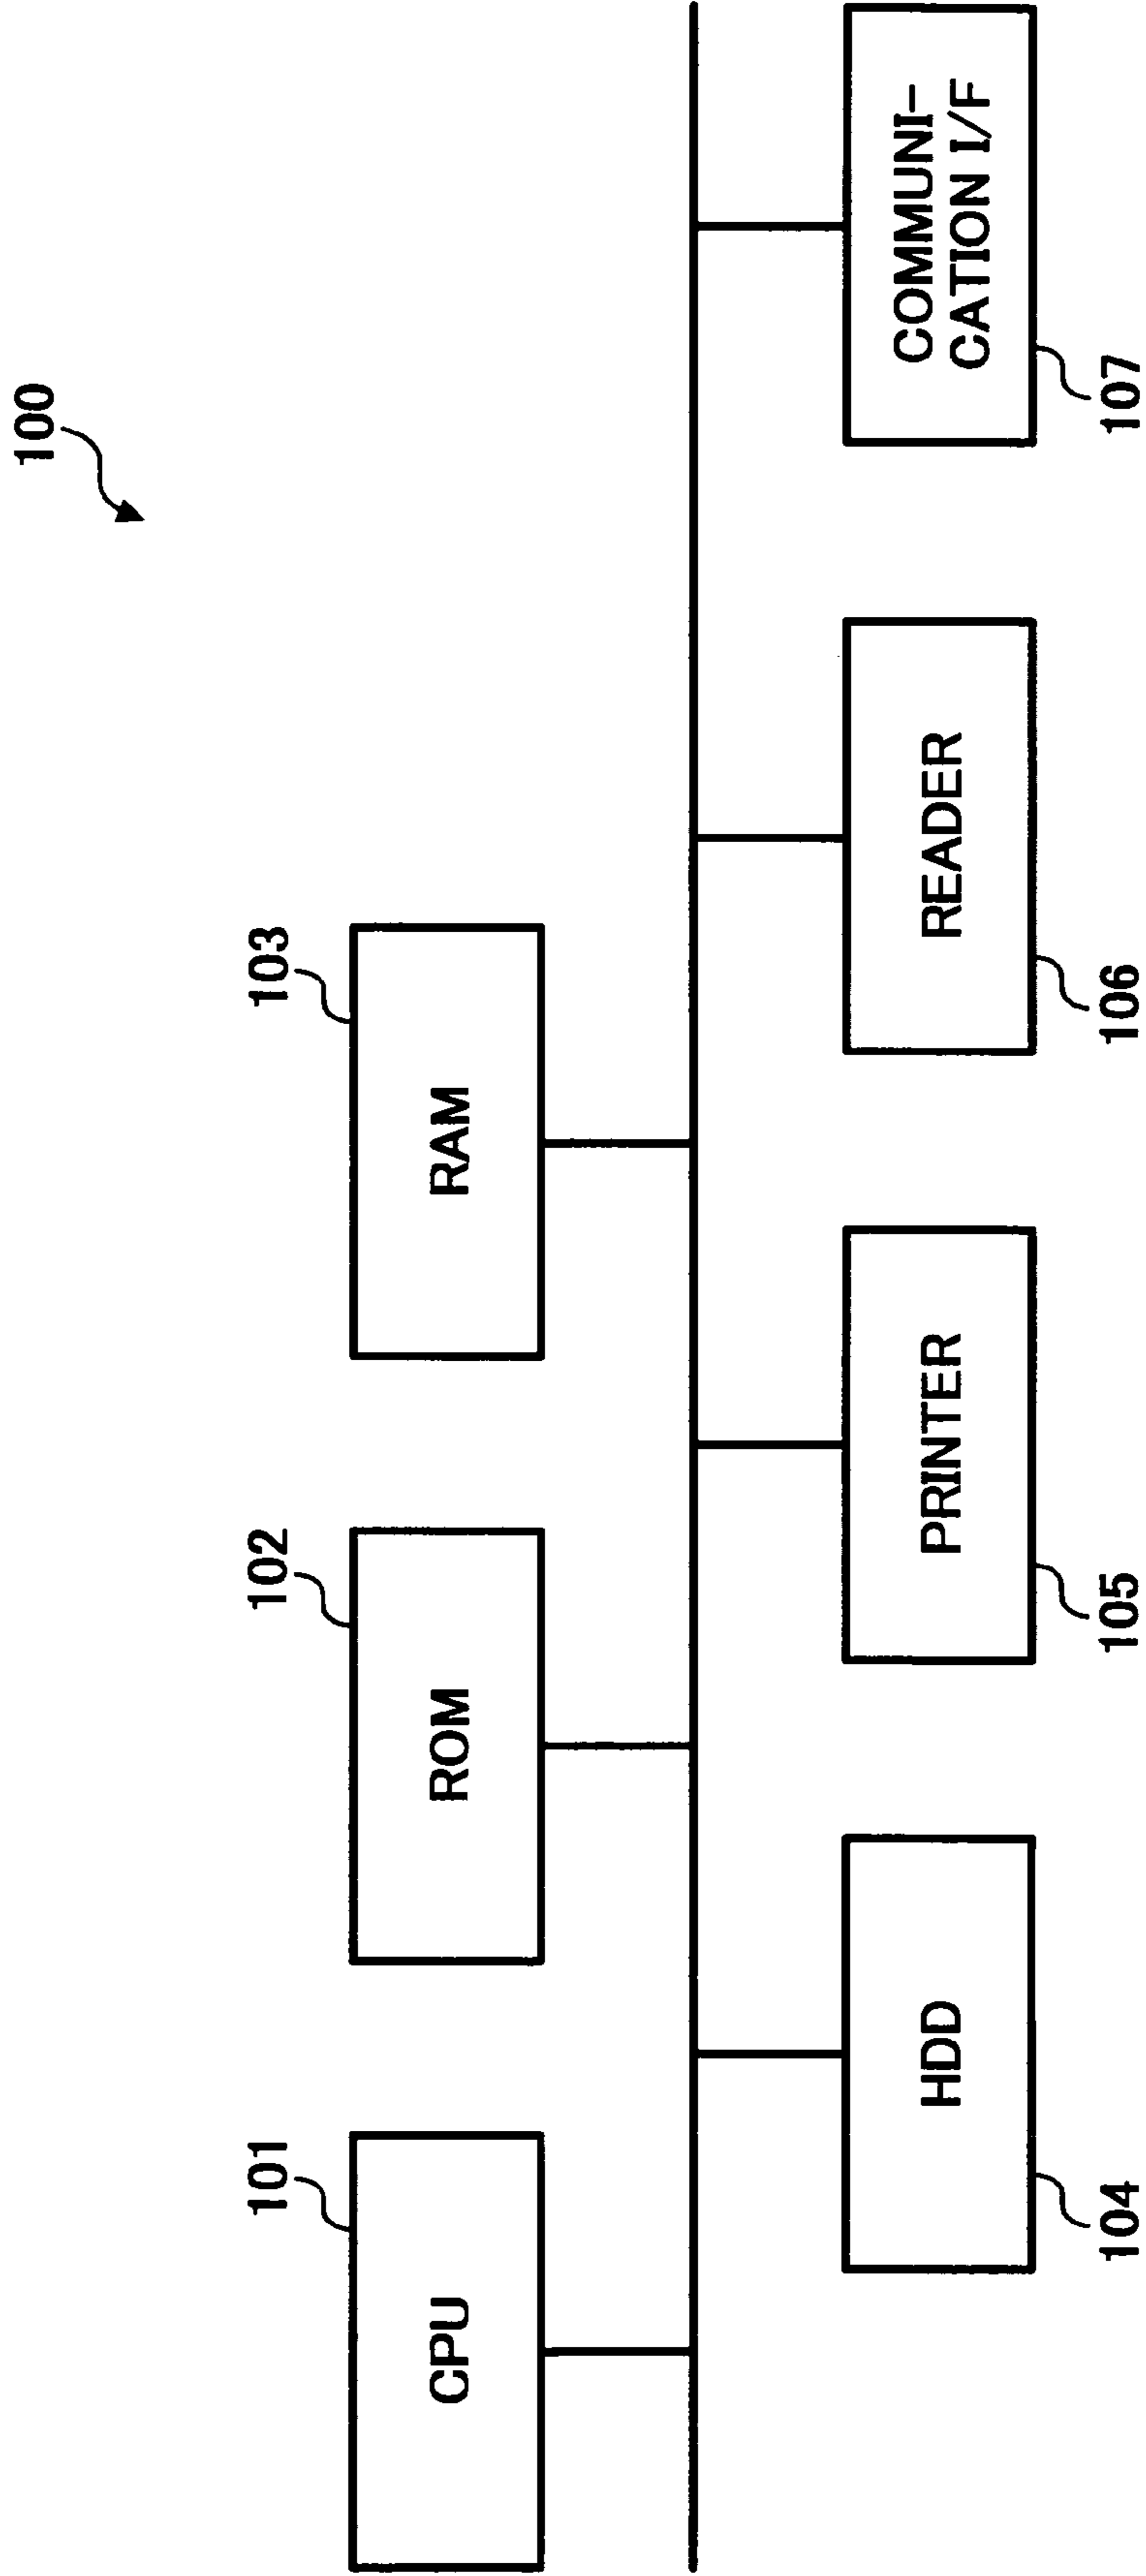 100
101
CPU
102
ROM
103
RAM
HDD
104
PRINTER
105
READER
106
COMMUNI-
CATION I/F
107